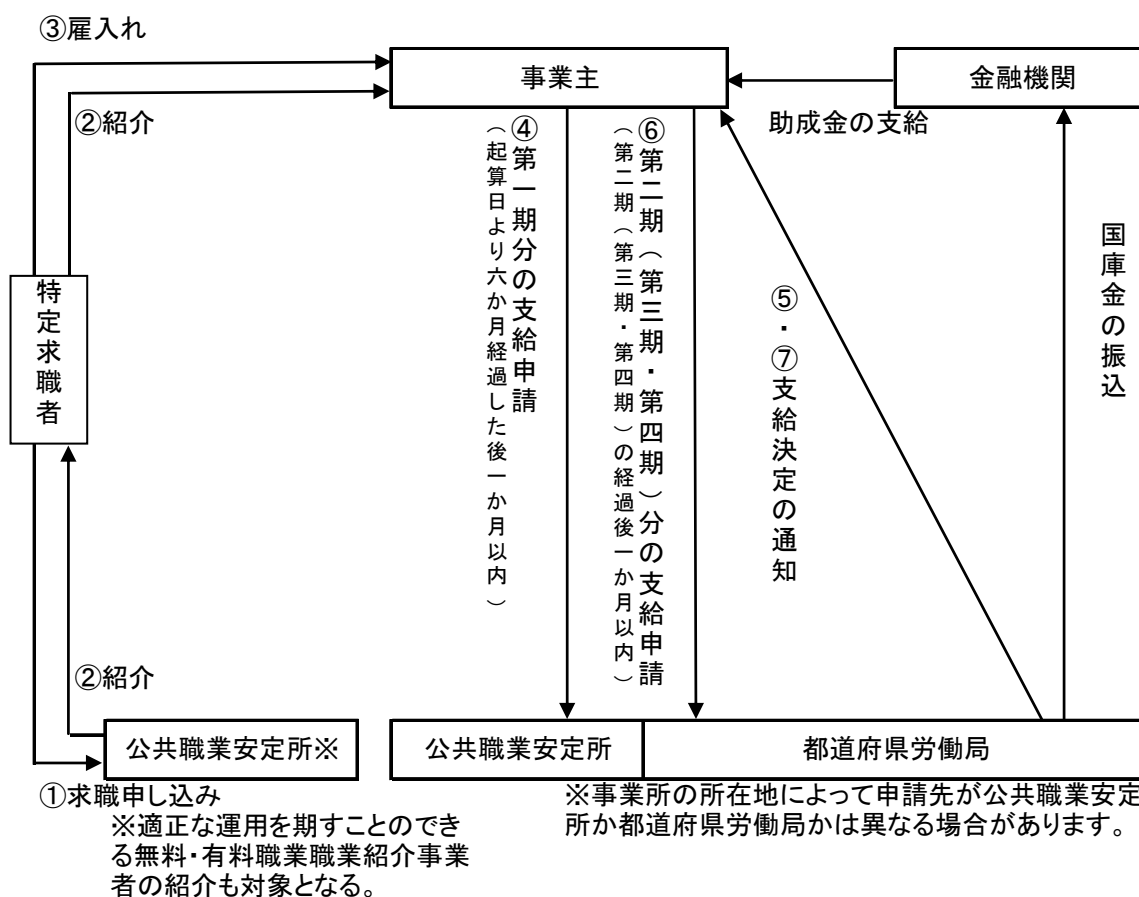 ③雇入れ
事業主
金融機関
②紹介
助成金の支給
④第一期分の支給申請
（起算日より六か月経過した後一か月以内）
⑥第二期（第三期・第四期）分の支給申請
（第二期（第三期・第四期）の経過後一か月以内）
⑤・⑦支給決定の通知
国庫金の振込
特定求職者
②紹介
公共職業安定所※
公共職業安定所
都道府県労働局
①求職申し込み
※適正な運用を期すことのでき
る無料・有料職業職業紹介事業
者の紹介も対象となる。
※事業所の所在地によって申請先が公共職業安定
所か都道府県労働局かは異なる場合があります。